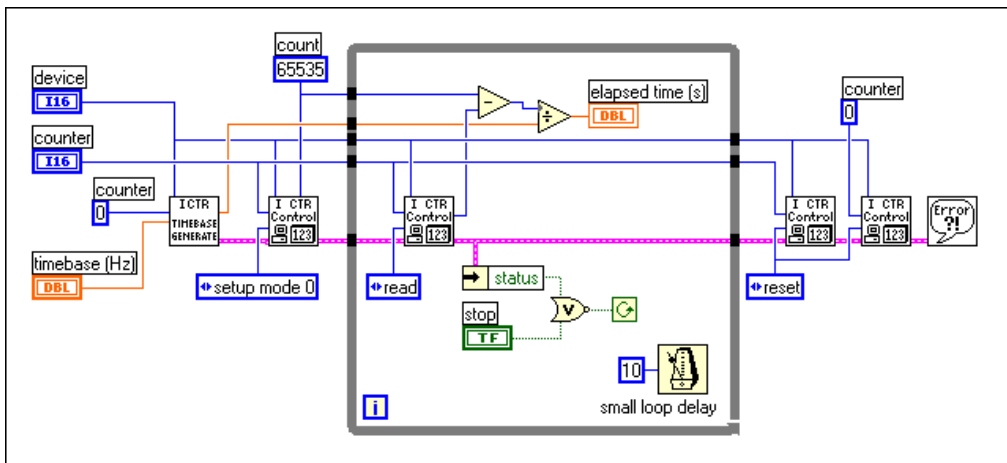 count
65535
device
I16
counter
I16
counter
0
timebase (Hz)
DBL
I CTR
TIMEBASE
GENERATE
I CTR
Control
123
setup mode 0
elapsed time (s)
DBL
-
÷
I CTR
Control
123
read
status
stop
TF
V
10
small loop delay
i
counter
0
I CTR
Control
123
I CTR
Control
123
reset
Error
?!